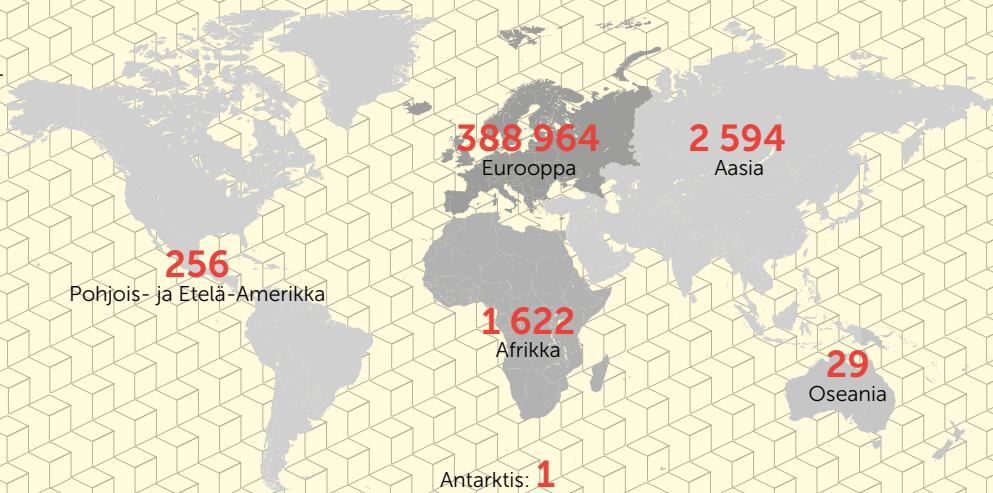 388 964
Eurooppa
2 594
Aasia
256
Pohjois- ja Etelä-Amerikka
1 622
Afrikka
29
Oseania
Antarktis: 1